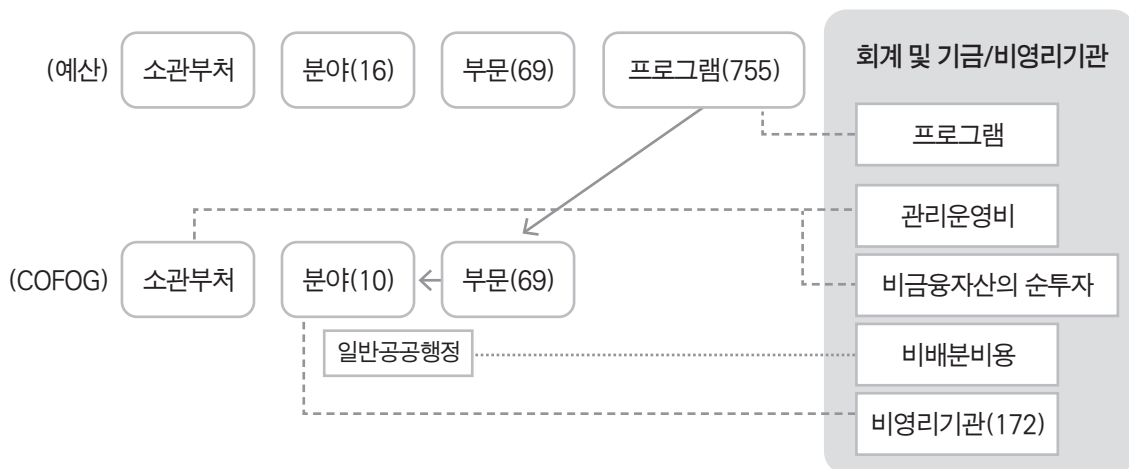 (예산) 소관부처 분야(16) 부문(69) 프로그램(755)
(COFOG) 소관부처 분야(10) 부문(69)
일반공공행정
회계 및 기금/비영리기관
프로그램
관리운영비
비금융자산의 순투자
비배분비용
비영리기관(172)